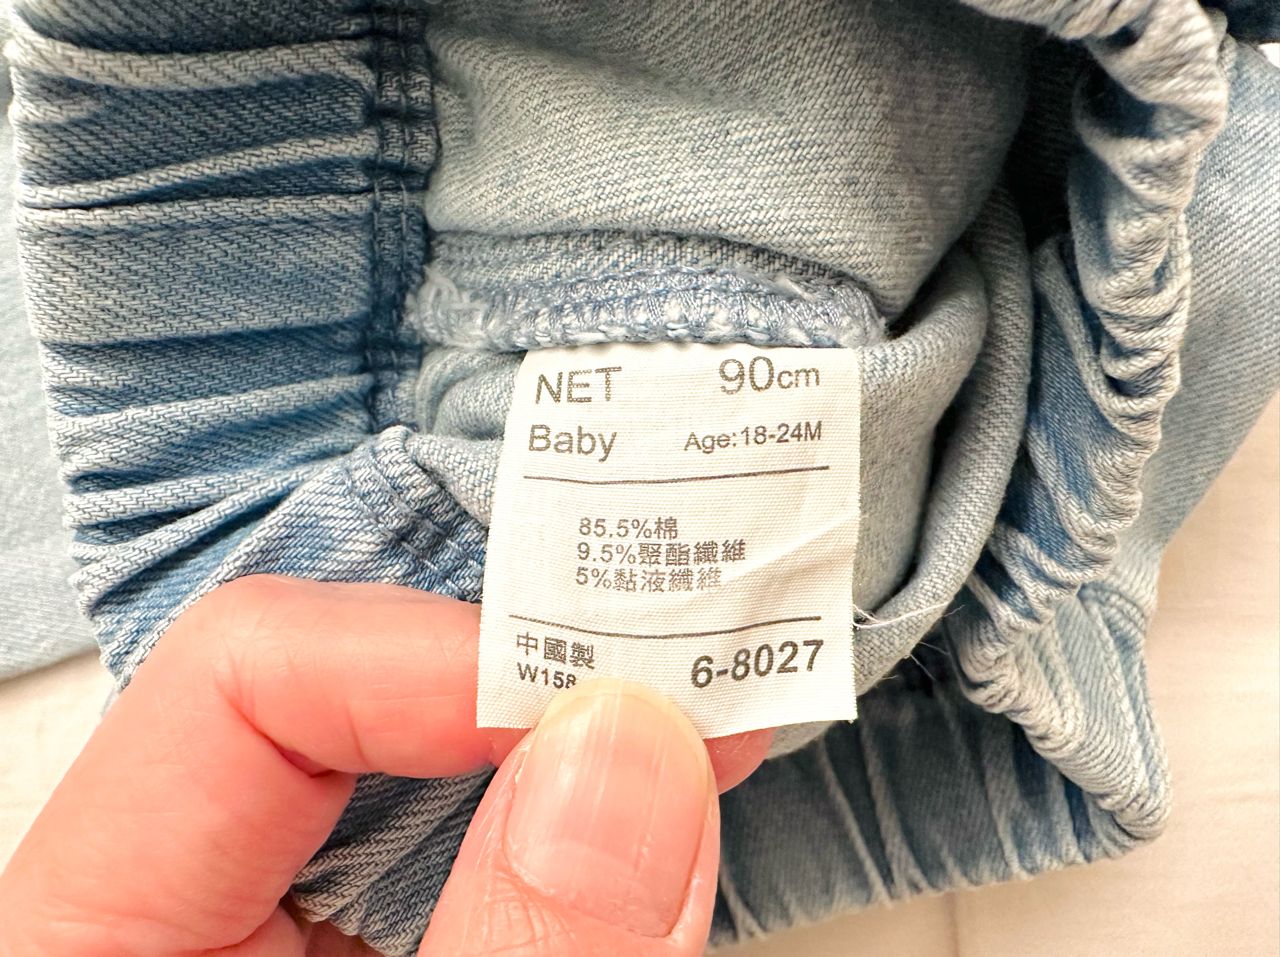 NET 90cm
Baby Age:18-24M
85.5%棉
9.5%聚酯纖維
5%黏液纖維
中國製
W158 6-8027